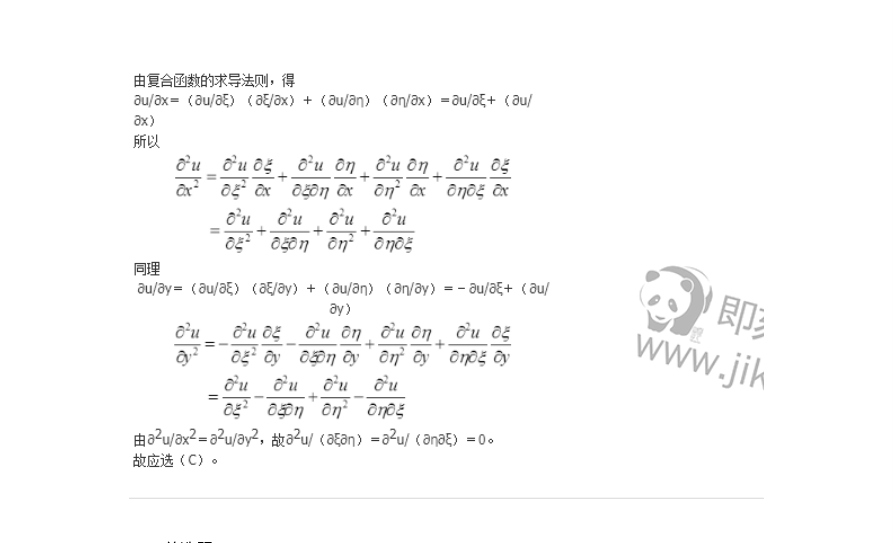 由复合函数的求导法则，得
∂u/∂x＝（∂u/∂ξ）（∂ξ/∂x）＋（∂u/∂η）（∂η/∂x）＝∂u/∂ξ＋（∂u/
∂x）
所以
∂²u/∂x² = ∂²u/∂ξ² ∂ξ/∂x + ∂²u/∂ξ∂η ∂η/∂x + ∂²u/∂η² ∂η/∂x + ∂²u/∂η∂ξ ∂ξ/∂x
= ∂²u/∂ξ² + ∂²u/∂ξ∂η + ∂²u/∂η² + ∂²u/∂η∂ξ
同理
∂u/∂y＝（∂u/∂ξ）（∂ξ/∂y）＋（∂u/∂η）（∂η/∂y）＝－∂u/∂ξ＋（∂u/
∂y）
∂²u/∂y² = −∂²u/∂ξ² ∂ξ/∂y − ∂²u/∂ξ∂η ∂η/∂y + ∂²u/∂η² ∂η/∂y + ∂²u/∂η∂ξ ∂ξ/∂y
= ∂²u/∂ξ² − ∂²u/∂ξ∂η + ∂²u/∂η² − ∂²u/∂η∂ξ
由∂²u/∂x²＝∂²u/∂y²，故∂²u/（∂ξ∂η）＝∂²u/（∂η∂ξ）＝0。
故应选（C）。
即
www.jik